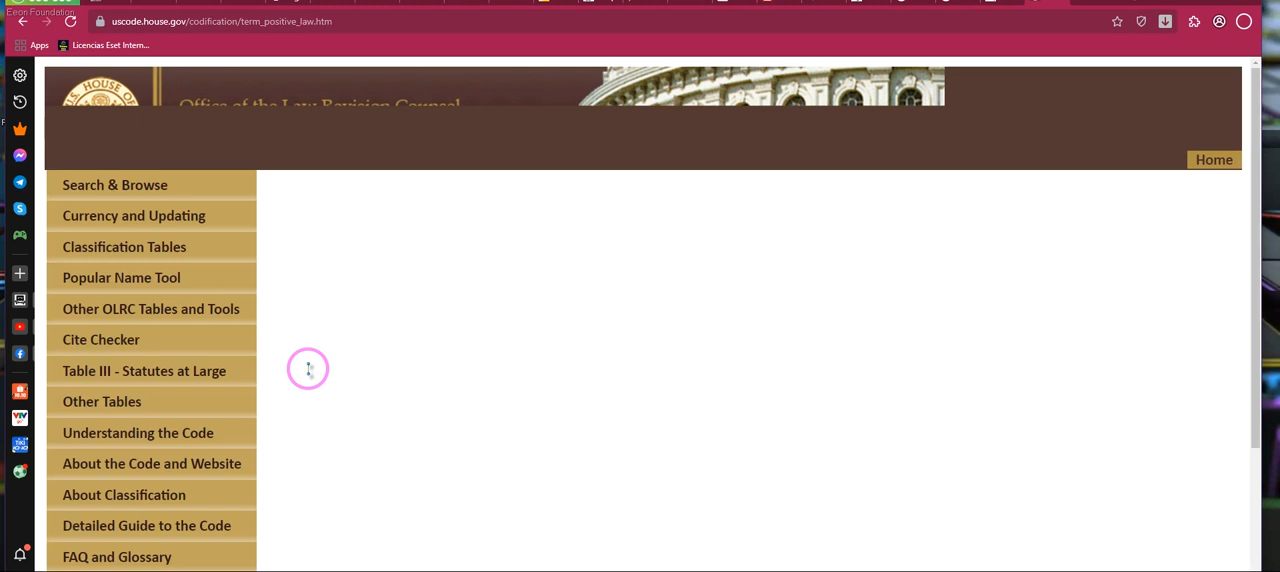 Eeon Foundation
uscode.house.gov/codification/term_positive_law.htm
Apps
Licencias Eset Intern...
U.S. HOUSE OF
Office of the Law Revision Counsel
Home
Search & Browse
Currency and Updating
Classification Tables
Popular Name Tool
Other OLRC Tables and Tools
Cite Checker
Table III - Statutes at Large
Other Tables
Understanding the Code
About the Code and Website
About Classification
Detailed Guide to the Code
FAQ and Glossary